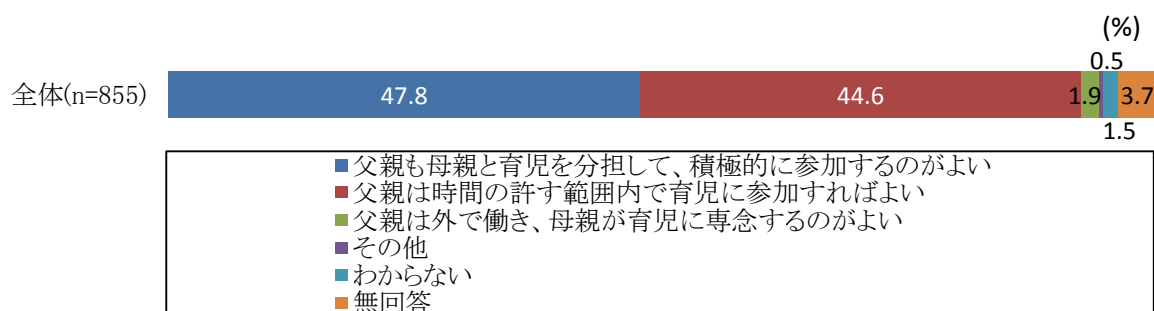 (%)
0.5
全体(n=855)
47.8
44.6
1.9
3.7
1.5
父親も母親と育児を分担して、積極的に参加するのがよい
父親は時間の許す範囲内で育児に参加すればよい
父親は外で働き、母親が育児に専念するのがよい
その他
わからない
無回答